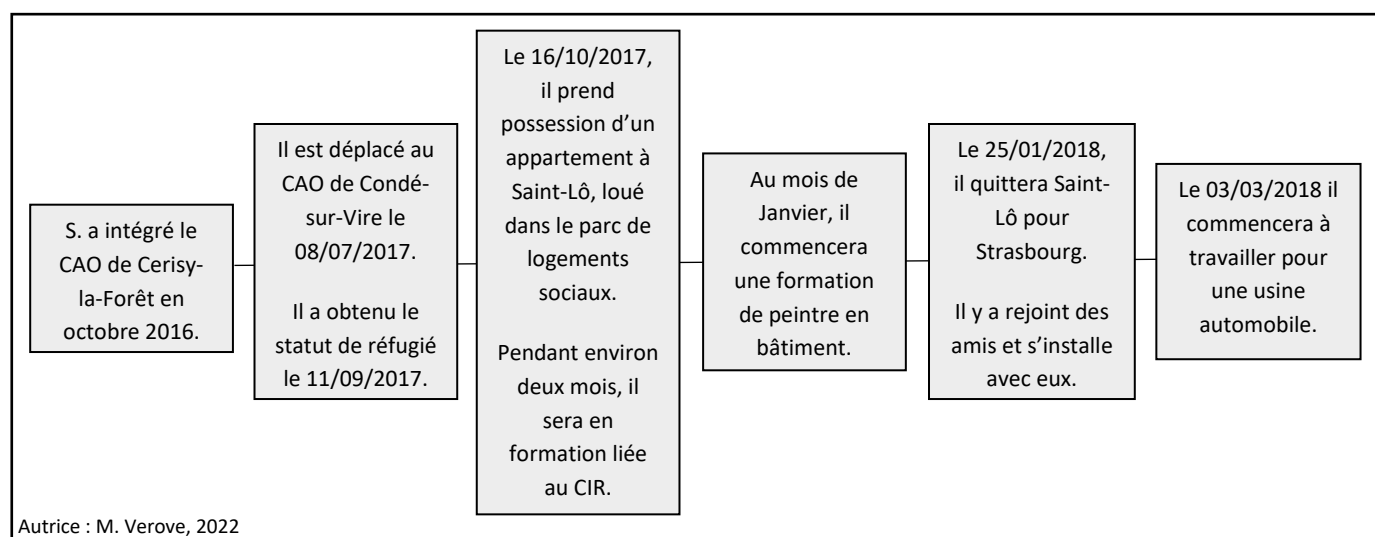 S. a intégré le
CAO de Cerisy-
la-Forêt en
octobre 2016.
Il est déplacé au
CAO de Condé-
sur-Vire le
08/07/2017.
Il a obtenu le
statut de réfugié
le 11/09/2017.
Le 16/10/2017,
il prend
possession d’un
appartement à
Saint-Lô, loué
dans le parc de
logements
sociaux.
Pendant environ
deux mois, il
sera en
formation liée
au CIR.
Au mois de
Janvier, il
commencera
une formation
de peintre en
bâtiment.
Le 25/01/2018,
il quittera Saint-
Lô pour
Strasbourg.
Il y a rejoint des
amis et s’installe
avec eux.
Le 03/03/2018 il
commencera à
travailler pour
une usine
automobile.
Autrice : M. Verove, 2022